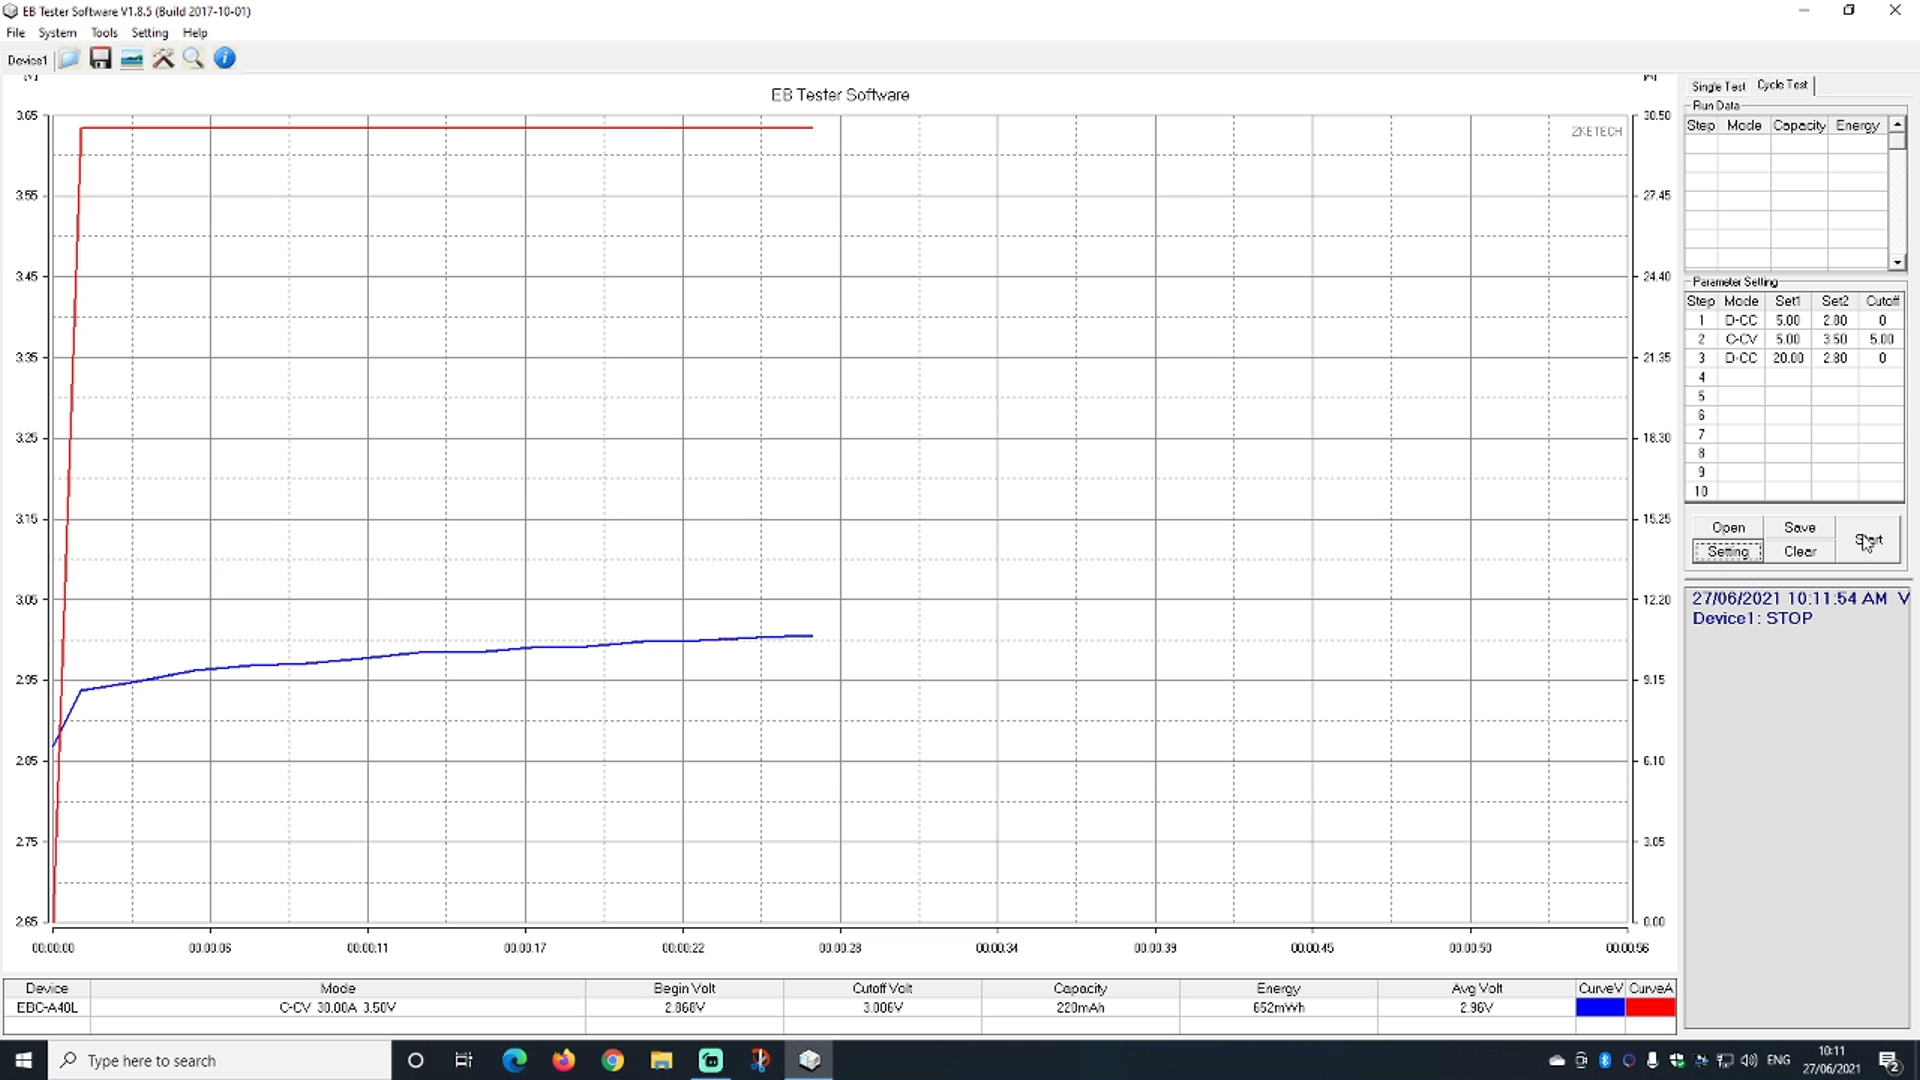 EB Tester Software V1.8.5 (Build 2017-10-01)
File System Tools Setting Help
Device1
EB Tester Software
ZKETECH
3.65
3.55
3.45
3.35
3.25
3.15
3.05
2.95
2.85
2.75
2.65
30.50
27.45
24.40
21.35
18.30
15.25
12.20
9.15
6.10
3.05
0.00
00:00:00 00:00:05 00:00:11 00:00:17 00:00:22 00:00:28 00:00:34 00:00:39 00:00:45 00:00:50 00:00:56
Device Mode Begin Volt Cutoff Volt Capacity Energy Avg Volt CurveV CurveA
EBC-A40L C-CV 30.00A 3.50V 2.868V 3.006V 220mAh 652mWh 2.96V
Single Test Cycle Test
Run Data
Step Mode Capacity Energy
Parameter Setting
Step Mode Set1 Set2 Cutoff
1 D-CC 5.00 2.80 0
2 C-CV 5.00 3.50 5.00
3 D-CC 20.00 2.80 0
4
5
6
7
8
9
10
Open Save Start
Setting Clear
27/06/2021 10:11:54 AM V
Device1: STOP
Type here to search
ENG
10:11
27/06/2021
2